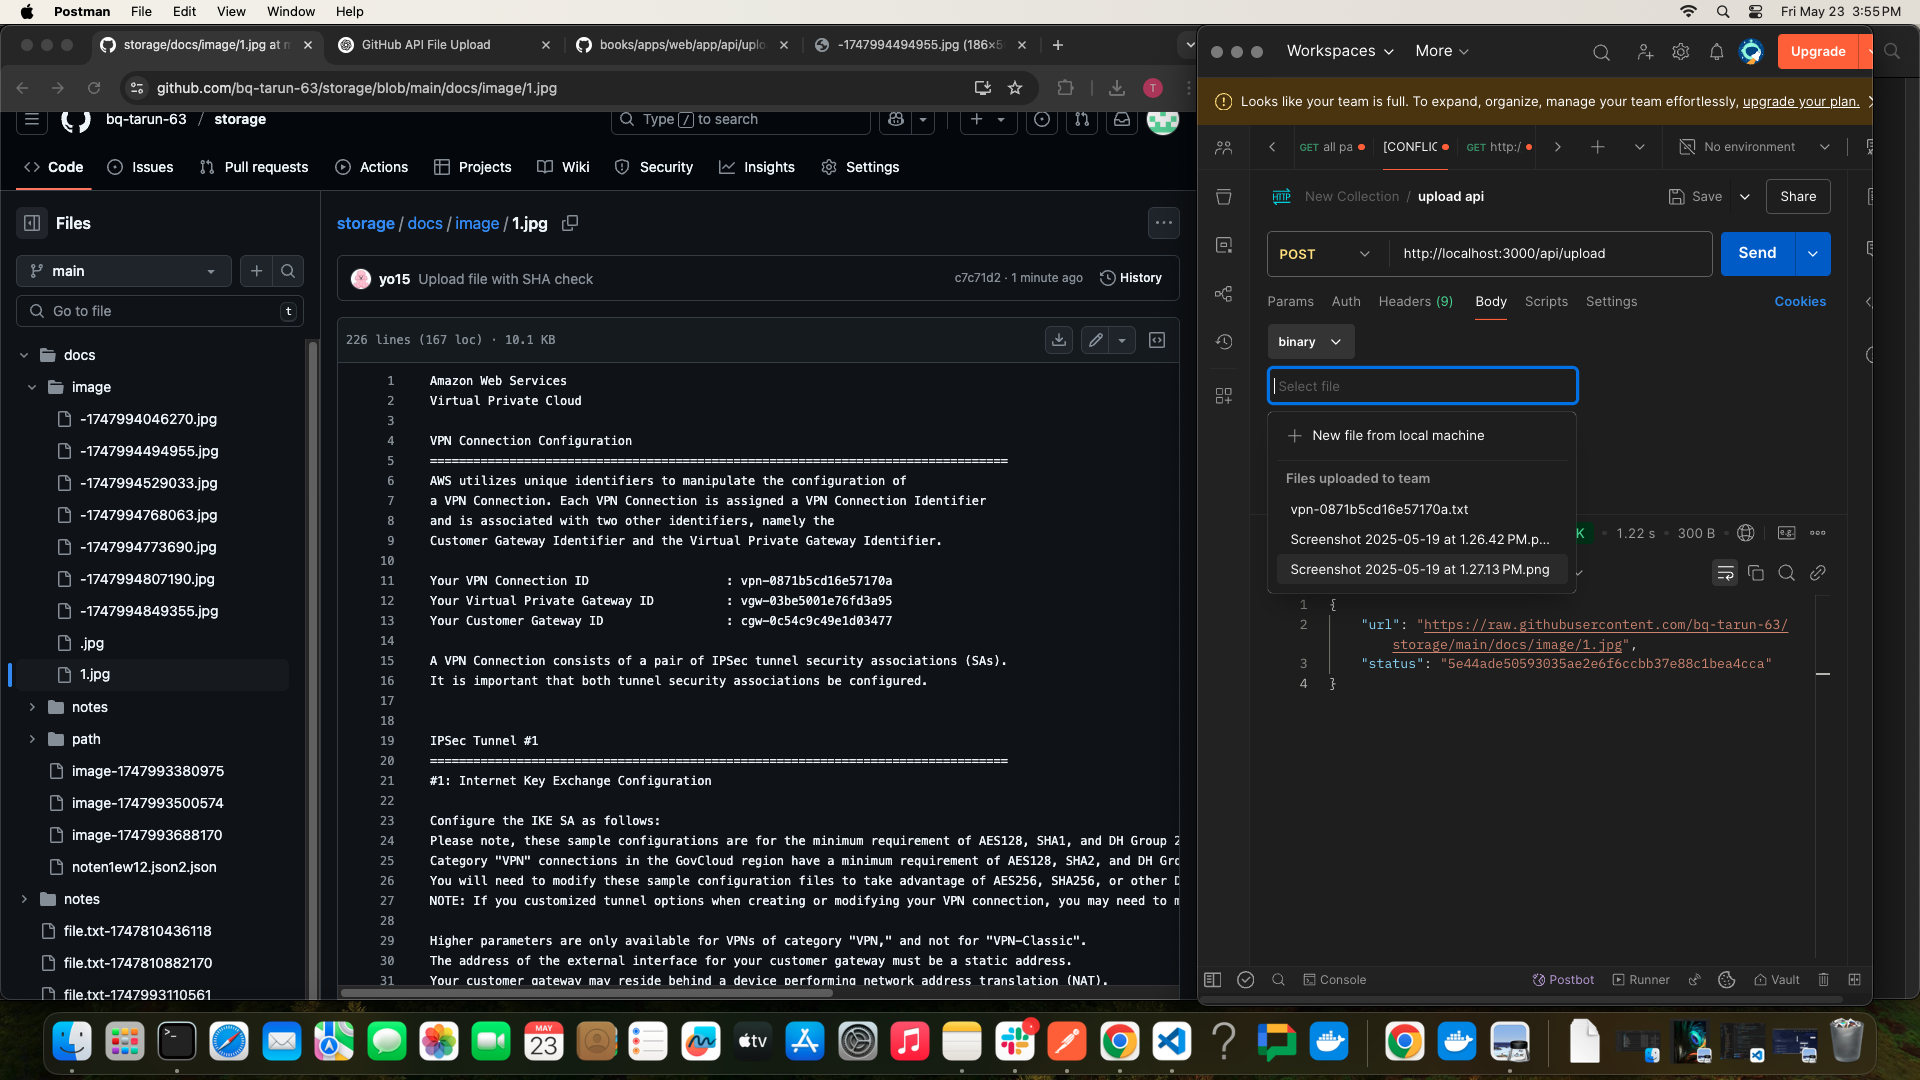 Postman File Edit View Window Help
Fri May 23 3:55 PM
storage/docs/image/1.jpg at m
GitHub API File Upload
books/apps/web/app/api/uplo
-1747994494955.jpg (186×5
github.com/bq-tarun-63/storage/blob/main/docs/image/1.jpg
T
bq-tarun-63 / storage
Type / to search
Code Issues Pull requests Actions Projects Wiki Security Insights Settings
Files
main
Go to file
t
docs
image
-1747994046270.jpg
-1747994494955.jpg
-1747994529033.jpg
-1747994768063.jpg
-1747994773690.jpg
-1747994807190.jpg
-1747994849355.jpg
.jpg
1.jpg
notes
path
image-1747993380975
image-1747993500574
image-1747993688170
noten1ew12.json2.json
notes
file.txt-1747810436118
file.txt-1747810882170
file.txt-1747993110561
storage / docs / image / 1.jpg
yo15 Upload file with SHA check
c7c71d2 · 1 minute ago
History
226 lines (167 loc) · 10.1 KB
1 Amazon Web Services
2 Virtual Private Cloud
3
4 VPN Connection Configuration
5 ================================================================================
6 AWS utilizes unique identifiers to manipulate the configuration of
7 a VPN Connection. Each VPN Connection is assigned a VPN Connection Identifier
8 and is associated with two other identifiers, namely the
9 Customer Gateway Identifier and the Virtual Private Gateway Identifier.
10
11 Your VPN Connection ID : vpn-0871b5cd16e57170a
12 Your Virtual Private Gateway ID : vgw-03be5001e76fd3a95
13 Your Customer Gateway ID : cgw-0c54c9c49e1d03477
14
15 A VPN Connection consists of a pair of IPSec tunnel security associations (SAs).
16 It is important that both tunnel security associations be configured.
17
18
19 IPSec Tunnel #1
20 ================================================================================
21 #1: Internet Key Exchange Configuration
22
23 Configure the IKE SA as follows:
24 Please note, these sample configurations are for the minimum requirement of AES128, SHA1, and DH Group 2
25 Category "VPN" connections in the GovCloud region have a minimum requirement of AES128, SHA2, and DH Gro
26 You will need to modify these sample configuration files to take advantage of AES256, SHA256, or other D
27 NOTE: If you customized tunnel options when creating or modifying your VPN connection, you may need to m
28
29 Higher parameters are only available for VPNs of category "VPN," and not for "VPN-Classic".
30 The address of the external interface for your customer gateway must be a static address.
31 Your customer gateway may reside behind a device performing network address translation (NAT).
Workspaces More
Upgrade
Looks like your team is full. To expand, organize, manage your team effortlessly, upgrade your plan.
GET all pa
[CONFLIC
GET http:/
No environment
HTTP New Collection / upload api
Save
Share
POST
http://localhost:3000/api/upload
Send
Params Auth Headers (9) Body Scripts Settings
Cookies
binary
Select file
New file from local machine
Files uploaded to team
vpn-0871b5cd16e57170a.txt
Screenshot 2025-05-19 at 1.26.42 PM.p...
Screenshot 2025-05-19 at 1.27.13 PM.png
K 1.22 s 300 B
1 {
2 "url": "https://raw.githubusercontent.com/bq-tarun-63/
storage/main/docs/image/1.jpg",
3 "status": "5e44ade50593035ae2e6f6ccbb37e88c1bea4cca"
4 }
Console
Postbot
Runner
Vault
MAY
23
tv